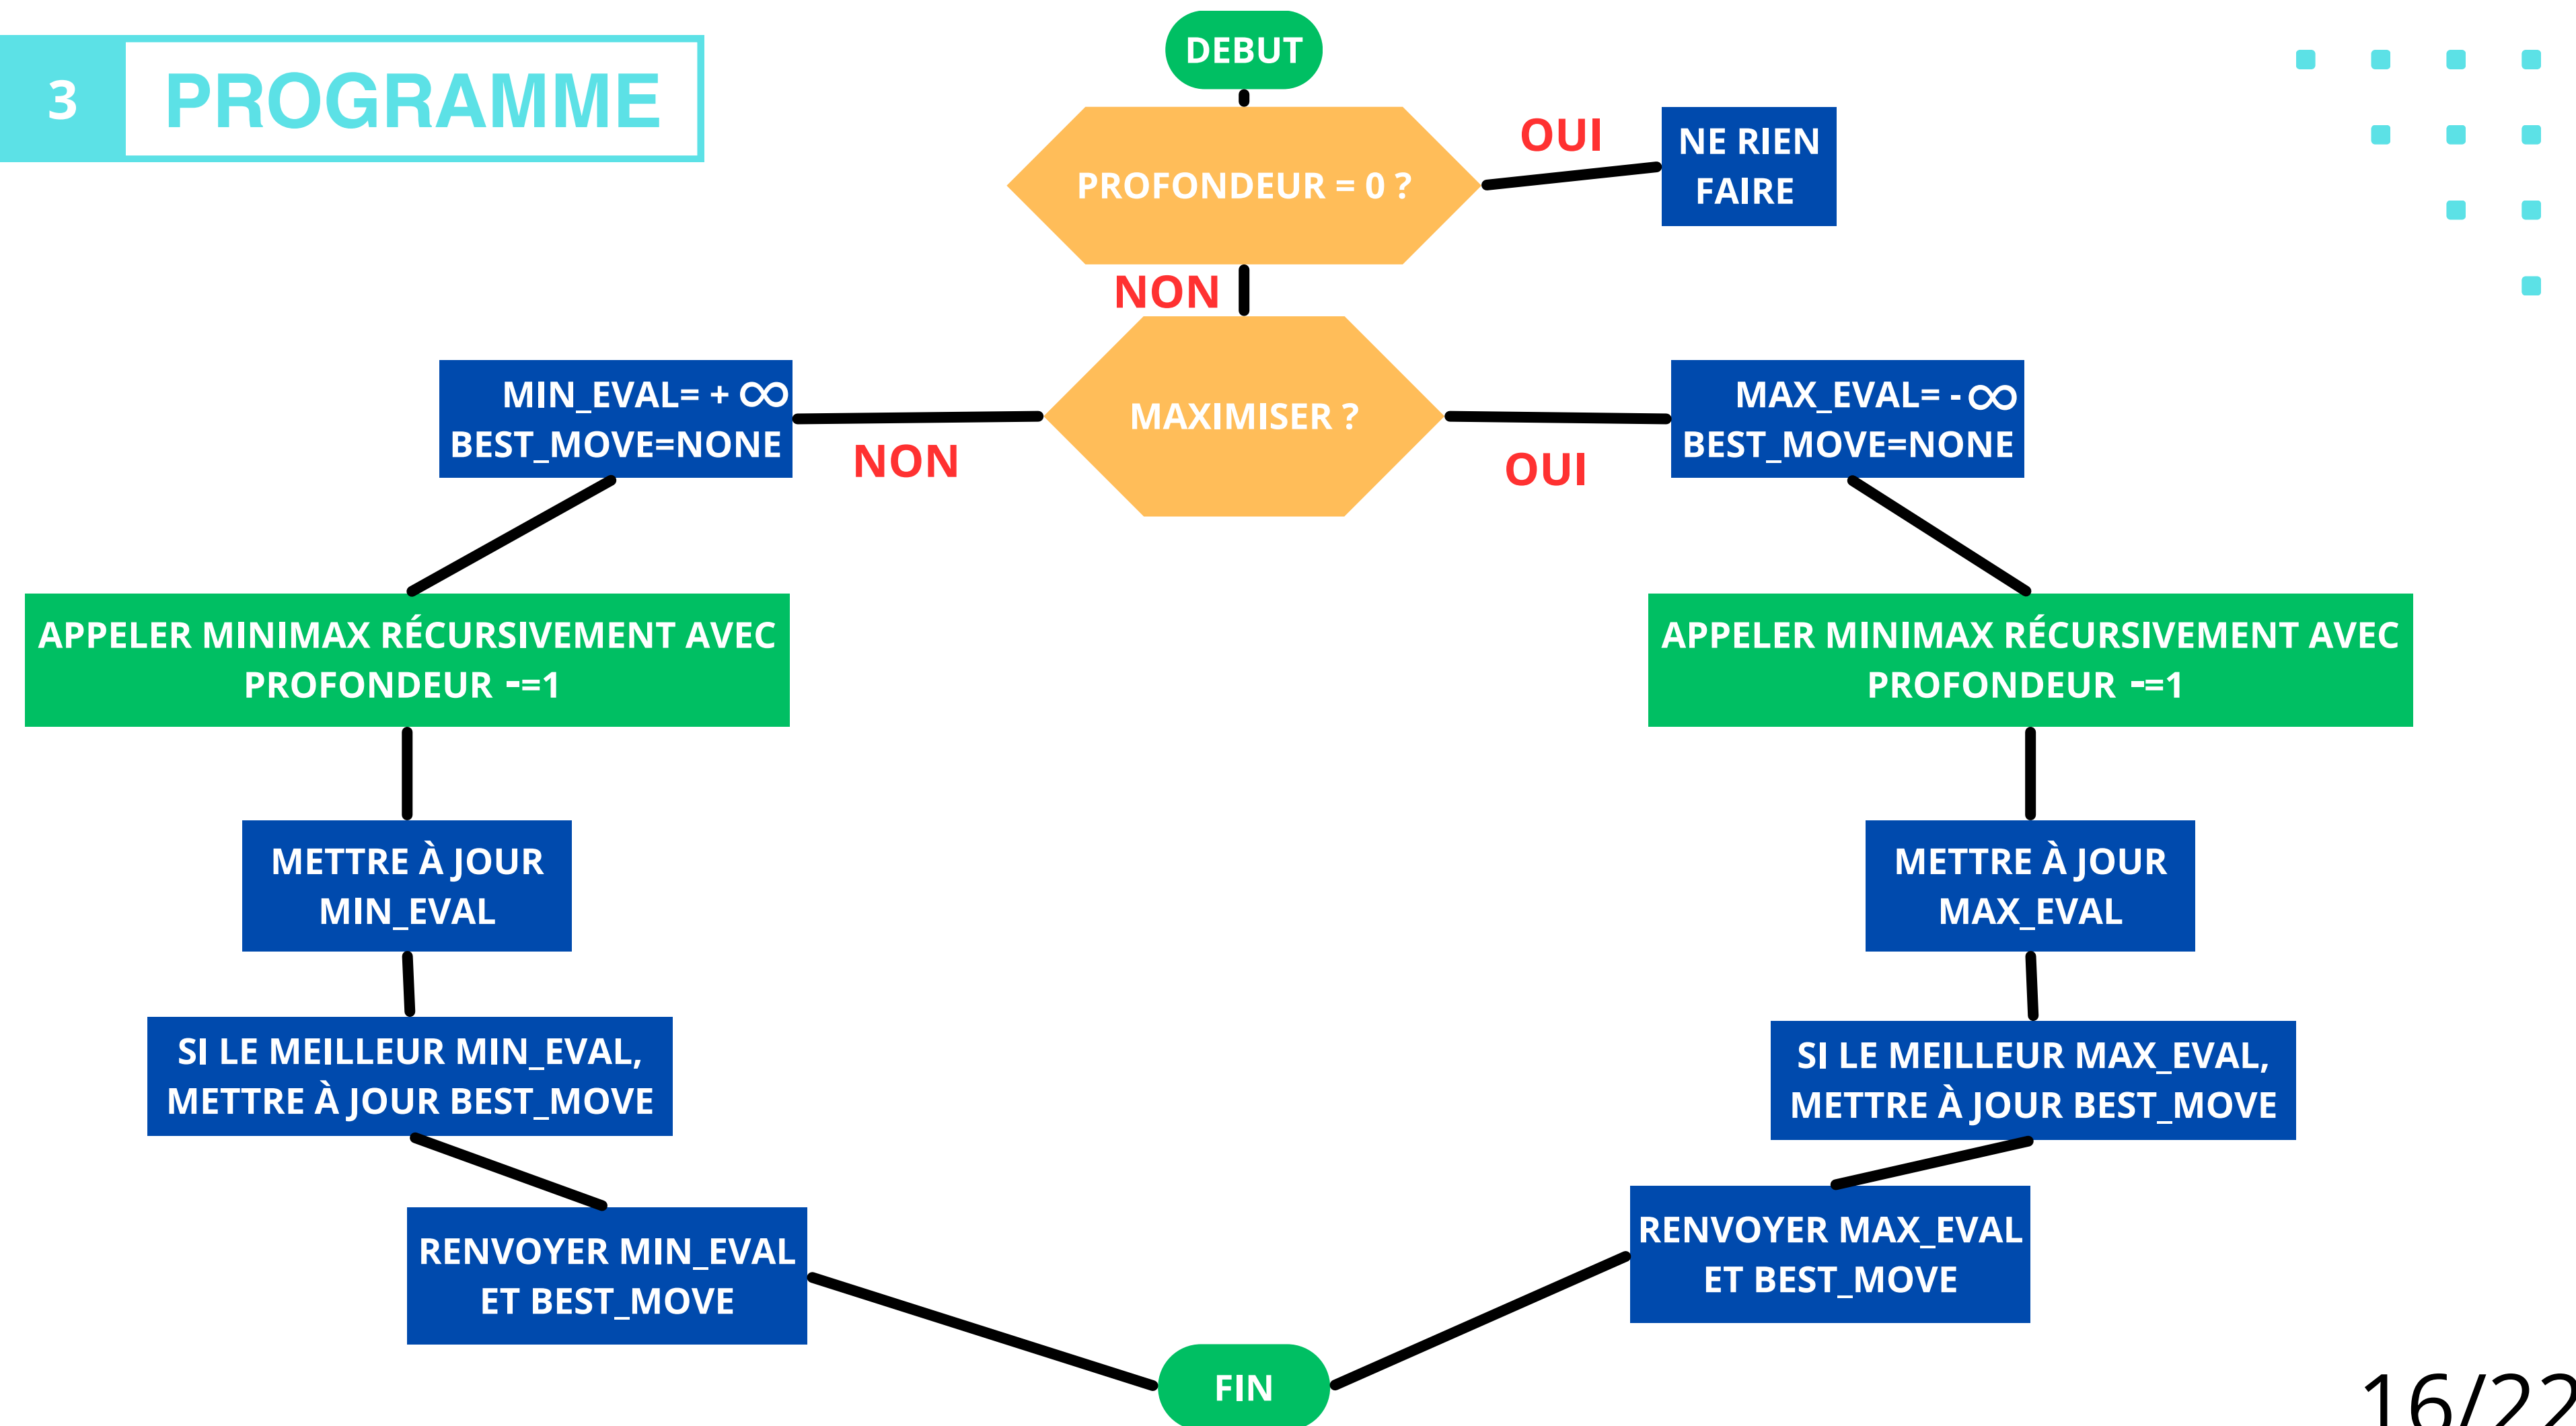 3
PROGRAMME
DEBUT
PROFONDEUR = 0 ?
OUI
NE RIEN
FAIRE
NON
MAXIMISER ?
NON
OUI
MIN_EVAL= + ∞
BEST_MOVE=NONE
MAX_EVAL= - ∞
BEST_MOVE=NONE
APPELER MINIMAX RÉCURSIVEMENT AVEC
PROFONDEUR -=1
APPELER MINIMAX RÉCURSIVEMENT AVEC
PROFONDEUR -=1
METTRE À JOUR
MIN_EVAL
METTRE À JOUR
MAX_EVAL
SI LE MEILLEUR MIN_EVAL,
METTRE À JOUR BEST_MOVE
SI LE MEILLEUR MAX_EVAL,
METTRE À JOUR BEST_MOVE
RENVOYER MIN_EVAL
ET BEST_MOVE
RENVOYER MAX_EVAL
ET BEST_MOVE
FIN
16/22